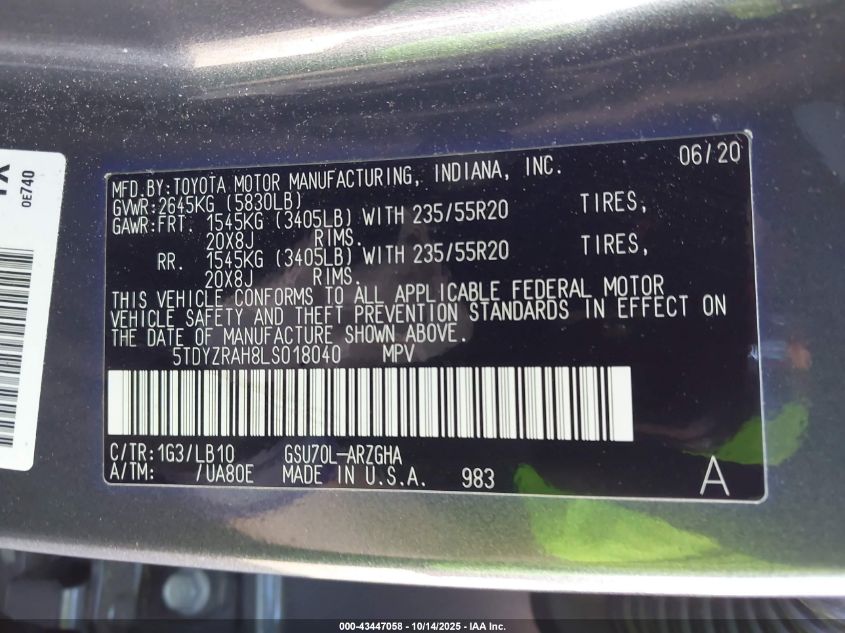 06/20
MFD.BY:TOYOTA MOTOR MANUFACTURING, INDIANA, INC.
GVWR:2645KG (5830LB)
GAWR:FRT. 1545KG (3405LB) WITH 235/55R20 TIRES,
20X8J RIMS.
RR. 1545KG (3405LB) WITH 235/55R20 TIRES,
20X8J RIMS.
THIS VEHICLE CONFORMS TO ALL APPLICABLE FEDERAL MOTOR
VEHICLE SAFETY AND THEFT PREVENTION STANDARDS IN EFFECT ON
THE DATE OF MANUFACTURE SHOWN ABOVE.
5TDYZRAH8LS018040 MPV
C/TR:1G3/LB10 GSU70L-ARZGHA
A/TM: /UA80E MADE IN U.S.A. 983 A
0E740
000-43447058 - 10/14/2025 - IAA Inc.